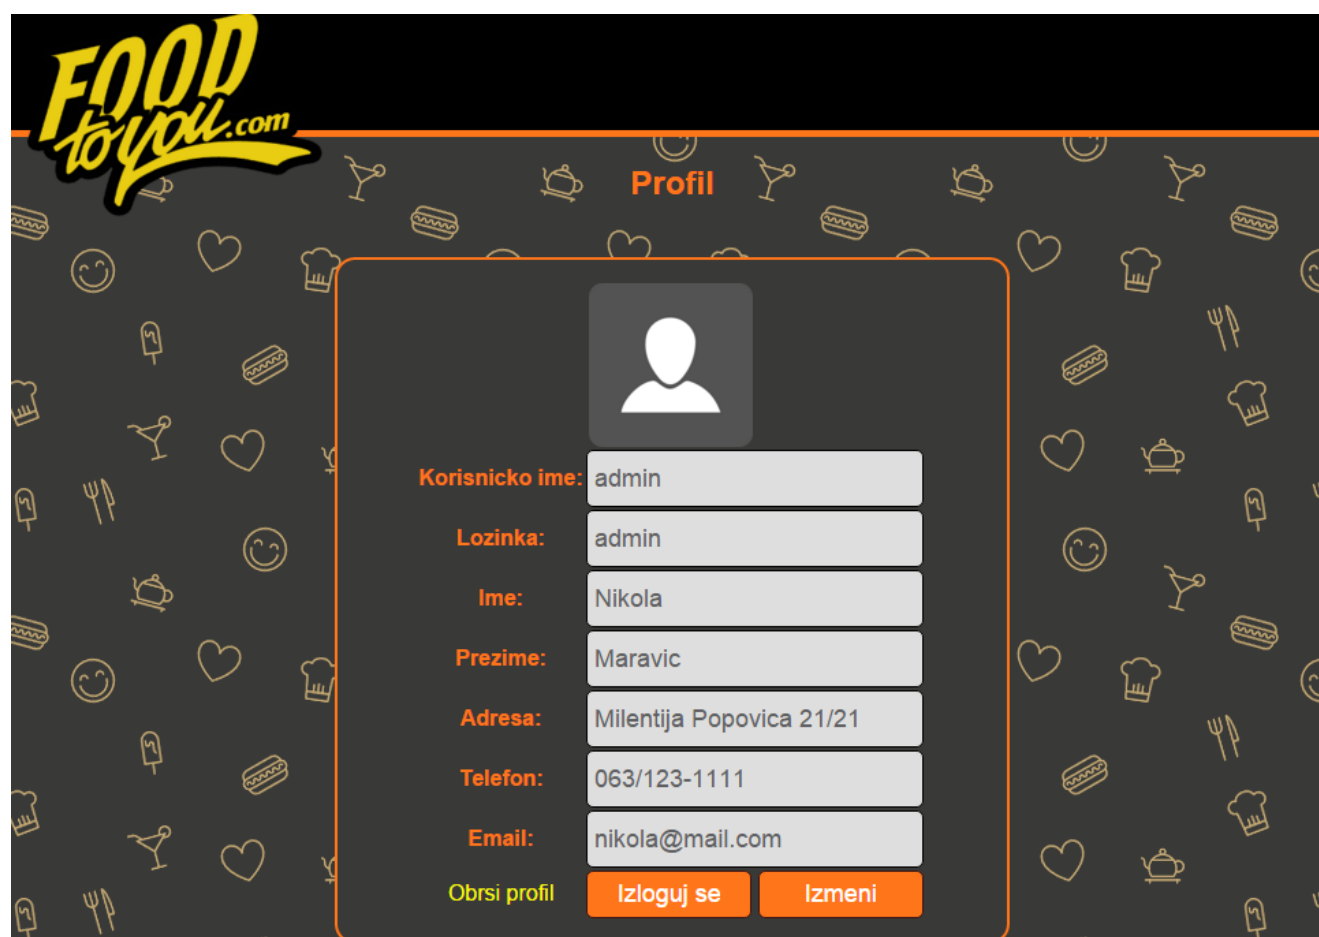 FOOD
to you.com
Profil
Korisnicko ime: admin
Lozinka: admin
Ime: Nikola
Prezime: Maravic
Adresa: Milentija Popovica 21/21
Telefon: 063/123-1111
Email: nikola@mail.com
Obrsi profil Izloguj se Izmeni